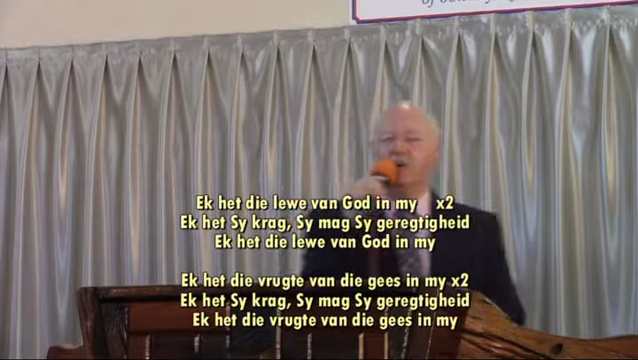 Ek het die lewe van God in my x2
Ek het Sy krag, Sy mag Sy geregtigheid
Ek het die lewe van God in my
Ek het die vrugte van die gees in my x2
Ek het Sy krag, Sy mag Sy geregtigheid
Ek het die vrugte van die gees in my